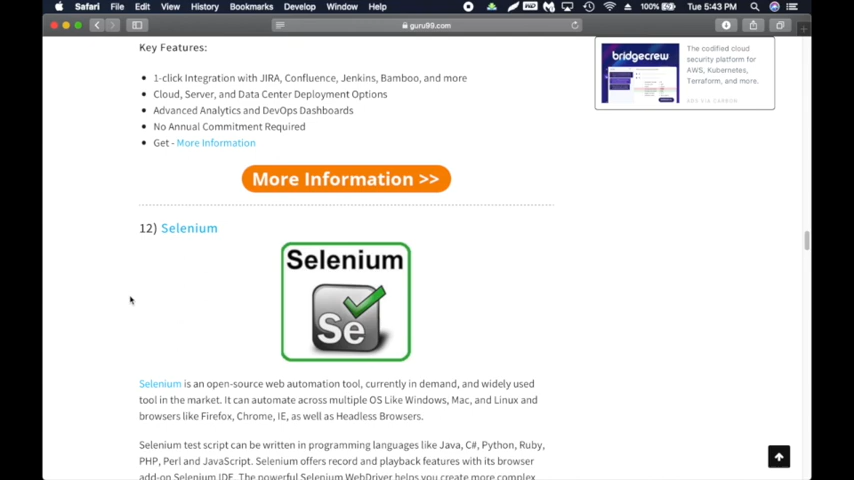 Safari File Edit View History Bookmarks Develop Window Help 100% Tue 5:43 PM
guru99.com
Key Features:
1-click Integration with JIRA, Confluence, Jenkins, Bamboo, and more
Cloud, Server, and Data Center Deployment Options
Advanced Analytics and DevOps Dashboards
No Annual Commitment Required
Get - More Information
More Information >>
bridgecrew
The codified cloud
security platform for
AWS, Kubernetes,
Terraform, and more.
ADS VIA CARBON
12) Selenium
Selenium
Se
Selenium is an open-source web automation tool, currently in demand, and widely used
tool in the market. It can automate across multiple OS Like Windows, Mac, and Linux and
browsers like Firefox, Chrome, IE, as well as Headless Browsers.
Selenium test script can be written in programming languages like Java, C#, Python, Ruby,
PHP, Perl and JavaScript. Selenium offers record and playback features with its browser
add-on Selenium IDE. The powerful Selenium WebDriver helps you create more complex